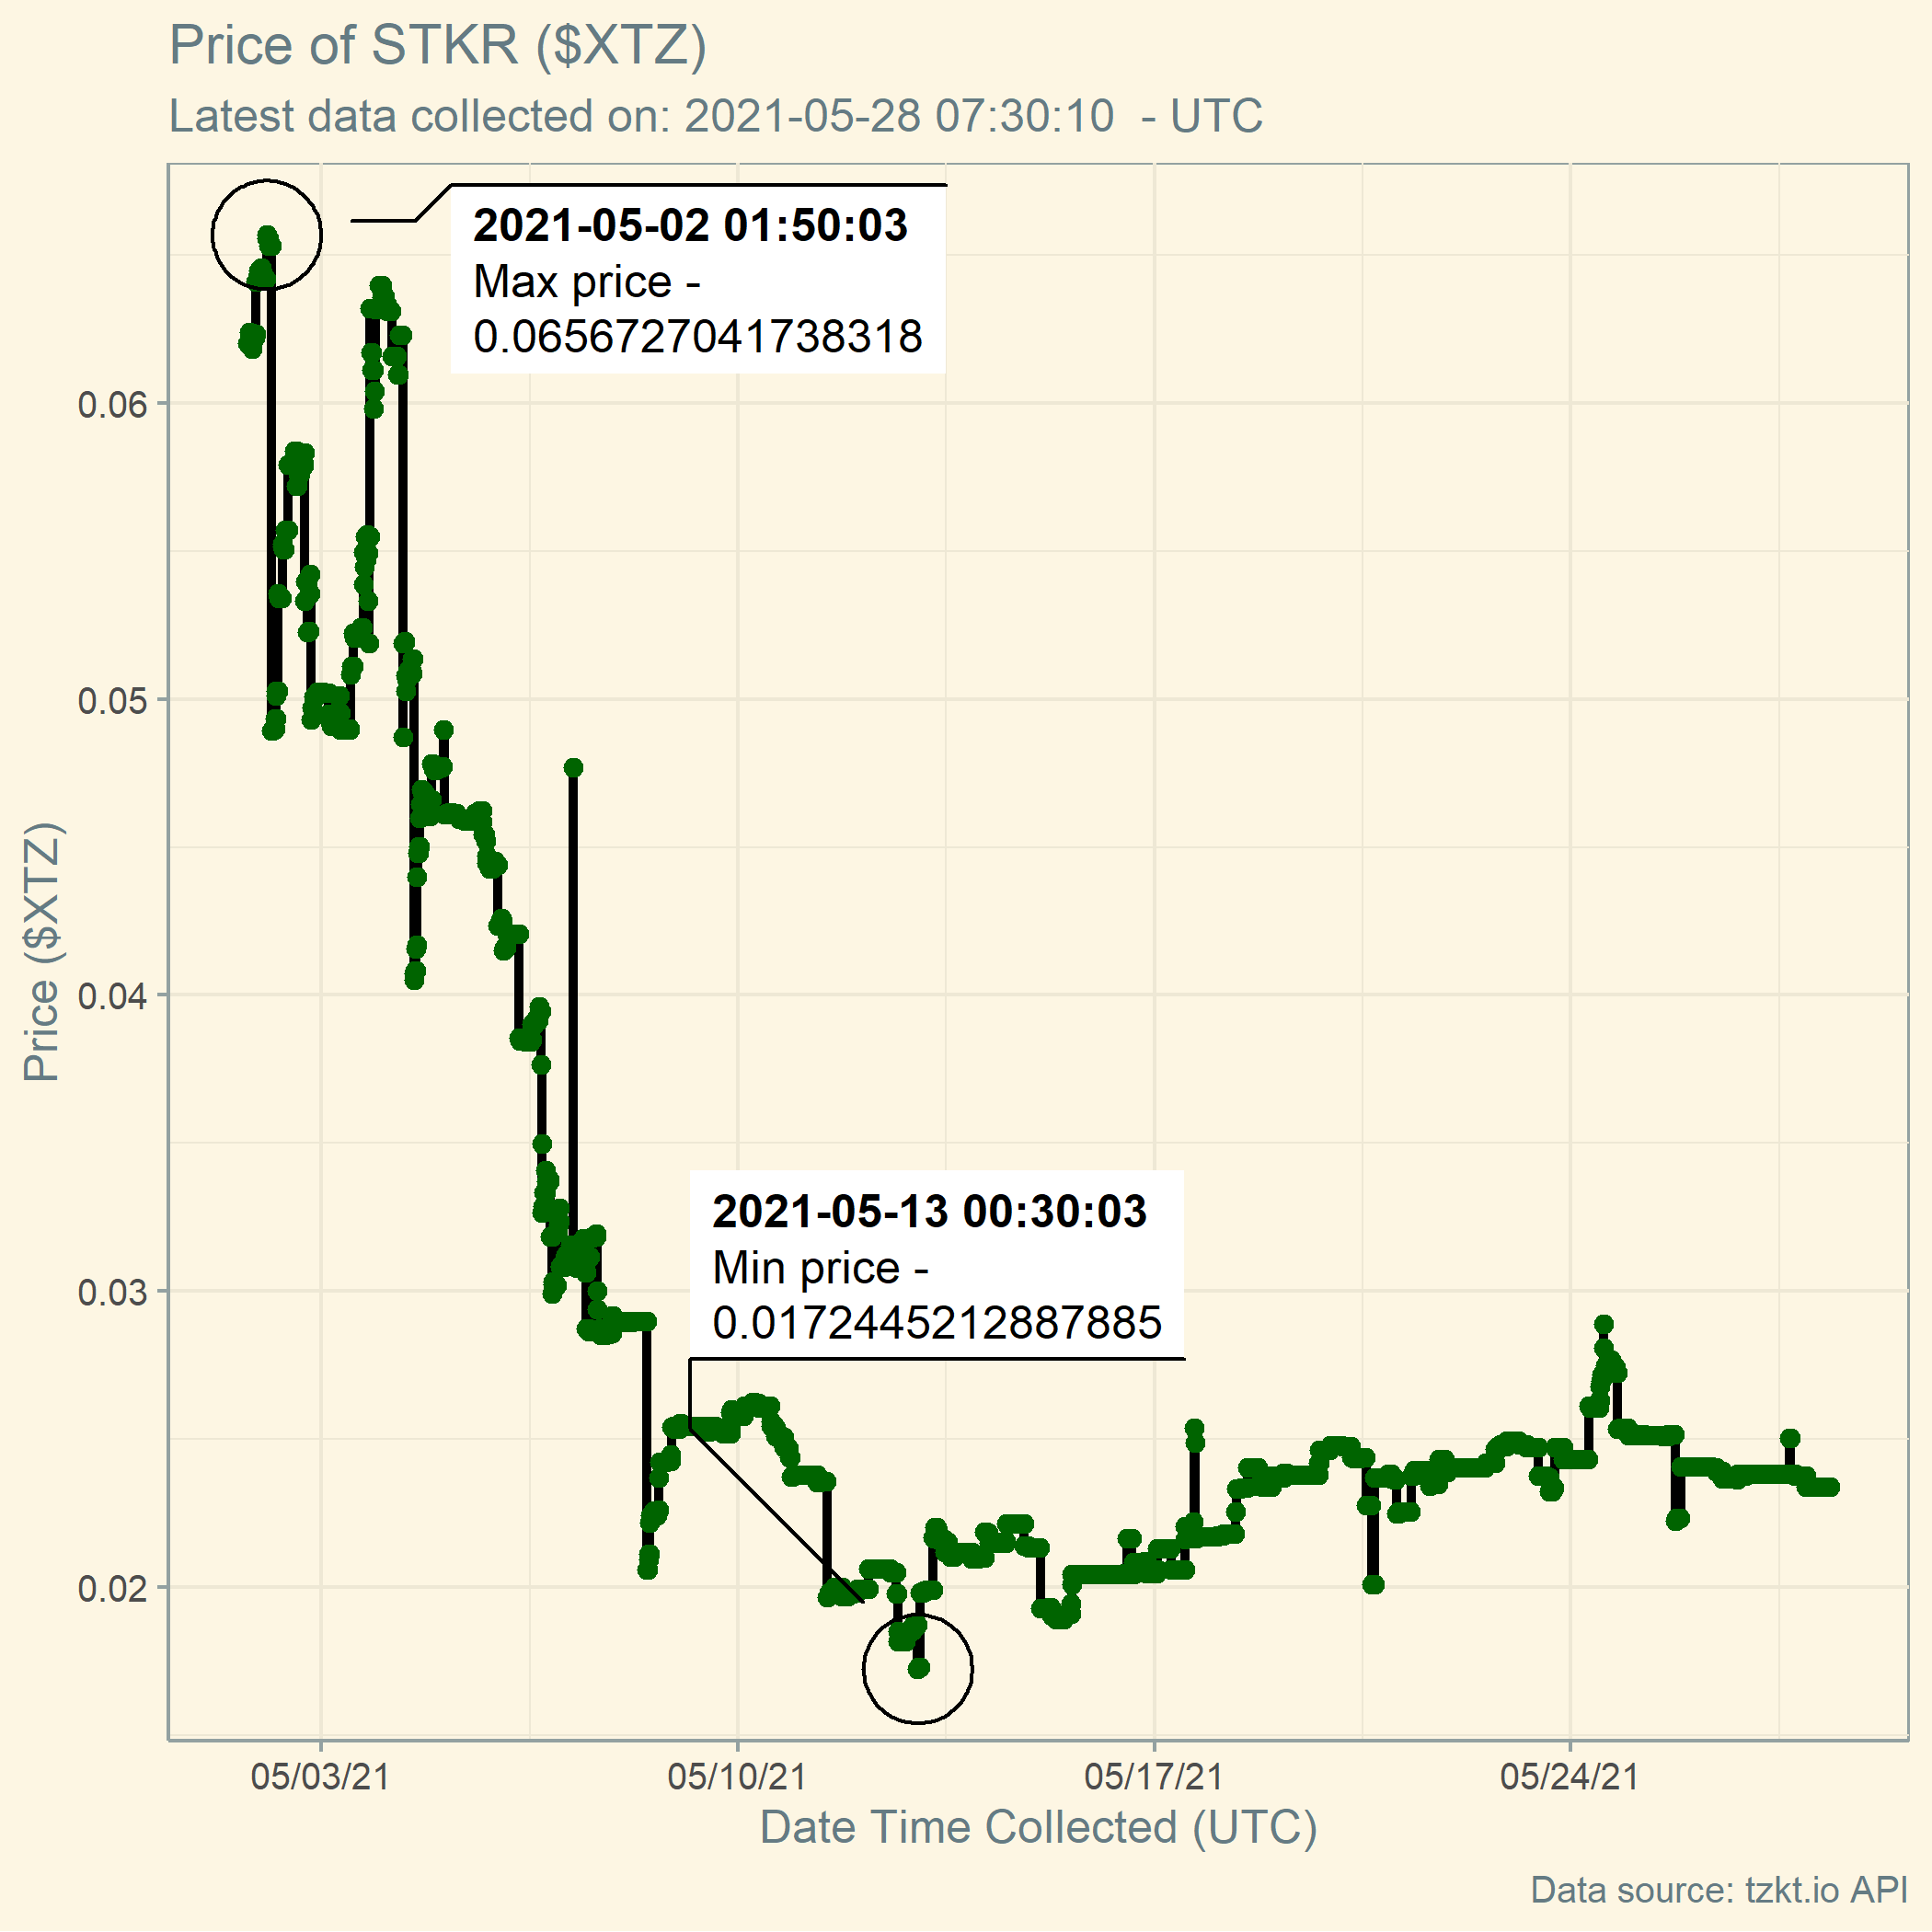 Price of STKR ($XTZ)
Latest data collected on: 2021-05-28 07:30:10  - UTC
2021-05-02 01:50:03
Max price -
0.0656727041738318
0.06
0.05
0.04
0.03
0.02
Price ($XTZ)
2021-05-13 00:30:03
Min price -
0.0172445212887885
05/03/21
05/10/21
05/17/21
05/24/21
Date Time Collected (UTC)
Data source: tzkt.io API